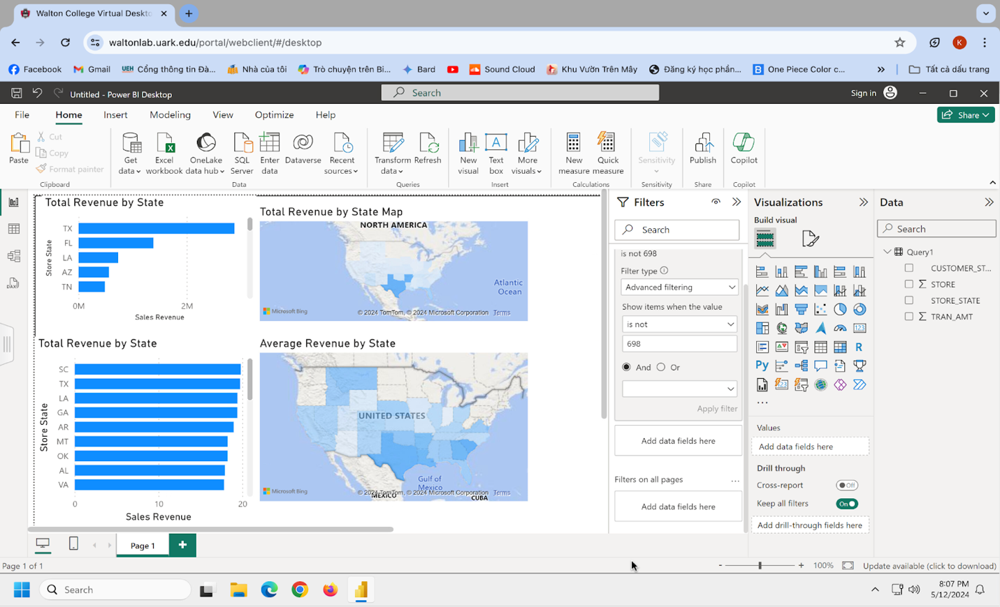 Walton College Virtual Deskto
waltonlab.uark.edu/portal/webclient/#/desktop
K
Facebook
Gmail
UEH Cổng thông tin Đà...
Nhà của tôi
Trò chuyện trên Bi...
Bard
Sound Cloud
Khu Vườn Trên Mây
Đăng ký học phần...
B One Piece Color c...
»
Tất cả dấu trang
Untitled - Power BI Desktop
Search
Sign in
File
Home
Insert
Modeling
View
Optimize
Help
Share
Paste
Cut
Copy
Format painter
Clipboard
Get data
Excel workbook
OneLake data hub
SQL Server
Enter data
Dataverse
Recent sources
Data
Transform data
Refresh
Queries
New visual
Text box
More visuals
Insert
New measure
Quick measure
Calculations
Sensitivity
Sensitivity
Publish
Share
Copilot
Copilot
Total Revenue by State
Store State
TX
FL
LA
AZ
TN
0M
2M
Sales Revenue
Total Revenue by State Map
NORTH AMERICA
Atlantic
Ocean
Microsoft Bing
© 2024 TomTom, © 2024 Microsoft Corporation Terms
Total Revenue by State
Store State
SC
TX
LA
GA
AR
MT
OK
AL
VA
0
10
20
Sales Revenue
Average Revenue by State
UNITED STATES
Gulf of
Mexico
MEXICO
CUBA
Microsoft Bing
© 2024 TomTom, © 2024 Microsoft Corporation Terms
Filters
Search
is not 698
Filter type
Advanced filtering
Show items when the value
is not
698
And
Or
Apply filter
Add data fields here
Filters on all pages
...
Add data fields here
Visualizations
Build visual
123
R
Py
123
...
Values
Add data fields here
Drill through
Cross-report
Off
Keep all filters
On
Add drill-through fields here
Data
Search
Query1
CUSTOMER_ST...
∑ STORE
STORE_STATE
∑ TRAN_AMT
Page 1
+
Page 1 of 1
-
+
100%
Update available (click to download)
Search
8:07 PM
5/12/2024